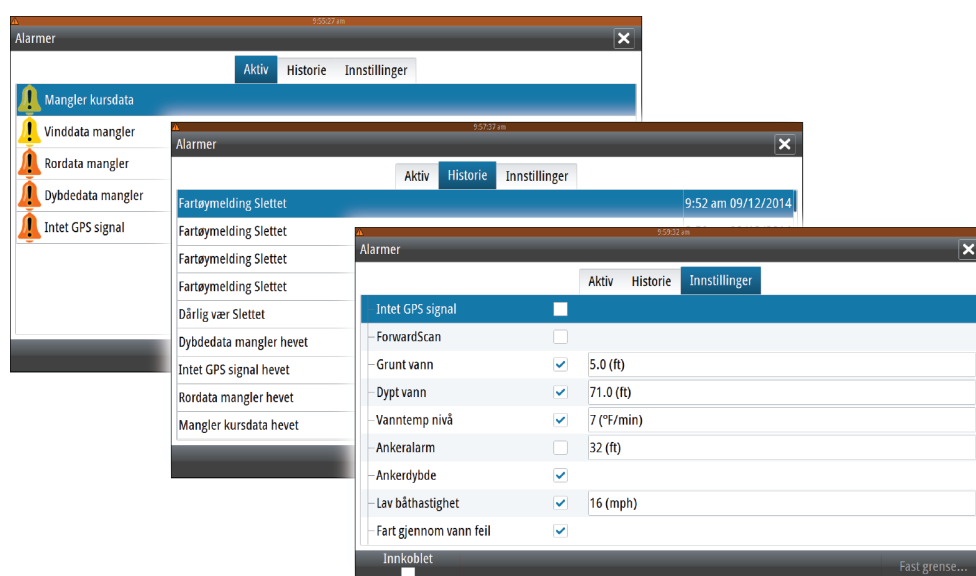 9:55:27 am
Alarmer
Aktiv Historie Innstillinger
Mangler kursdata
Vinddata mangler
Rordata mangler
Dybdedata mangler
Intet GPS signal
9:57:37 am
Alarmer
Aktiv Historie Innstillinger
Fartøymelding Slettet 9:52 am 09/12/2014
Fartøymelding Slettet
Fartøymelding Slettet
Fartøymelding Slettet
Dårlig vær Slettet
Dybdedata mangler hevet
Intet GPS signal hevet
Rordata mangler hevet
Mangler kursdata hevet
9:59:32 am
Alarmer
Aktiv Historie Innstillinger
Intet GPS signal
ForwardScan
Grunt vann 5.0 (ft)
Dypt vann 71.0 (ft)
Vanntemp nivå 7 (°F/min)
Ankeralarm 32 (ft)
Ankerdybde
Lav båthastighet 16 (mph)
Fart gjennom vann feil
Innkoblet
Fast grense...